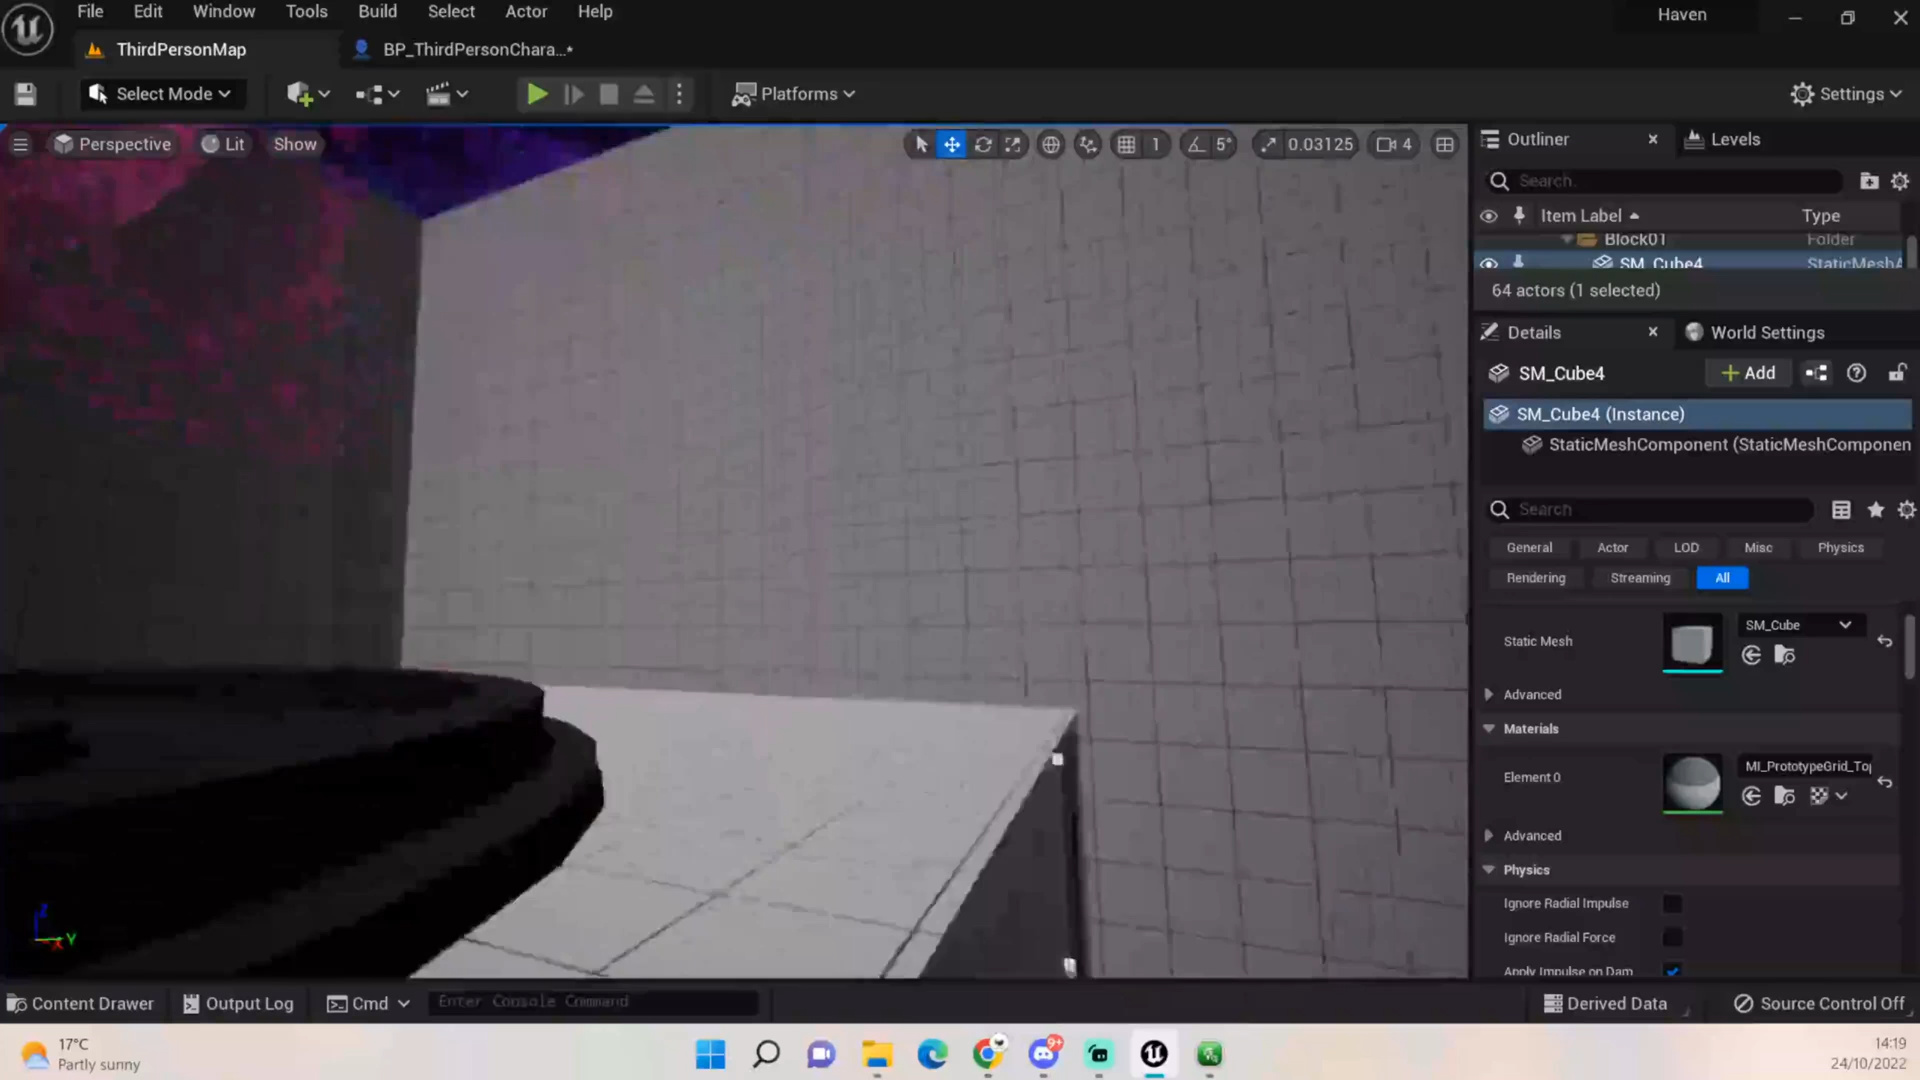 File Edit Window Tools Build Select Actor Help
Haven
ThirdPersonMap
BP_ThirdPersonChara...*
Select Mode
Platforms
Settings
Perspective
Lit
Show
1
5°
0.03125
4
Outliner
Levels
Search.
Item Label
Type
Block01
Folder
SM_Cube4
StaticMeshA
64 actors (1 selected)
Details
World Settings
SM_Cube4
Add
SM_Cube4 (Instance)
StaticMeshComponent (StaticMeshComponen
Search
General
Actor
LOD
Misc
Physics
Rendering
Streaming
All
Static Mesh
SM_Cube
Advanced
Materials
Element 0
MI_PrototypeGrid_Top
Advanced
Physics
Ignore Radial Impulse
Ignore Radial Force
Apply Impulse on Dam
Z
X
Y
Content Drawer
Output Log
Cmd
Enter Console Command
Derived Data
Source Control Off
17°C
Partly sunny
9+
14:19
24/10/2022